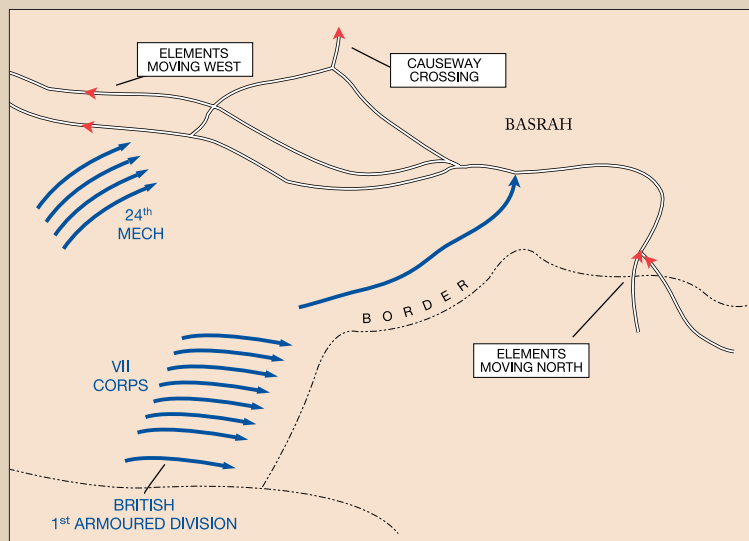 ELEMENTS
MOVING WEST
CAUSEWAY
CROSSING
BASRAH
24th
MECH
BORDER
ELEMENTS
MOVING NORTH
VII
CORPS
BRITISH
1st ARMOURED DIVISION